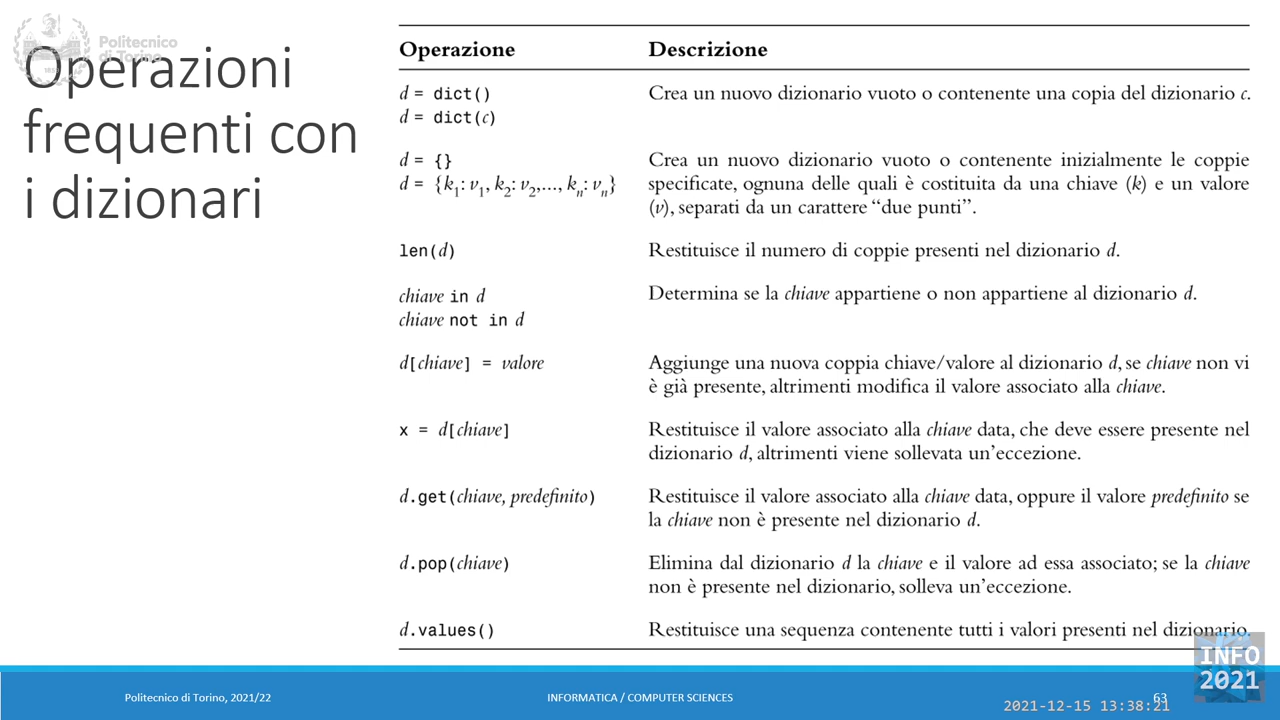 Politecnico
di Torino
Operazioni
frequenti con
i dizionari
Operazione Descrizione
d = dict() Crea un nuovo dizionario vuoto o contenente una copia del dizionario c.
d = dict(c)
d = {} Crea un nuovo dizionario vuoto o contenente inizialmente le coppie
d = {k1: v1, k2: v2,..., kn: vn} specificate, ognuna delle quali è costituita da una chiave (k) e un valore
(v), separati da un carattere “due punti”.
len(d) Restituisce il numero di coppie presenti nel dizionario d.
chiave in d Determina se la chiave appartiene o non appartiene al dizionario d.
chiave not in d
d[chiave] = valore Aggiunge una nuova coppia chiave/valore al dizionario d, se chiave non vi
è già presente, altrimenti modifica il valore associato alla chiave.
x = d[chiave] Restituisce il valore associato alla chiave data, che deve essere presente nel
dizionario d, altrimenti viene sollevata un’eccezione.
d.get(chiave, predefinito) Restituisce il valore associato alla chiave data, oppure il valore predefinito se
la chiave non è presente nel dizionario d.
d.pop(chiave) Elimina dal dizionario d la chiave e il valore ad essa associato; se la chiave
non è presente nel dizionario, solleva un’eccezione.
d.values() Restituisce una sequenza contenente tutti i valori presenti nel dizionario.
INFO
2021
Politecnico di Torino, 2021/22 INFORMATICA / COMPUTER SCIENCES 63
2021-12-15 13:38:21